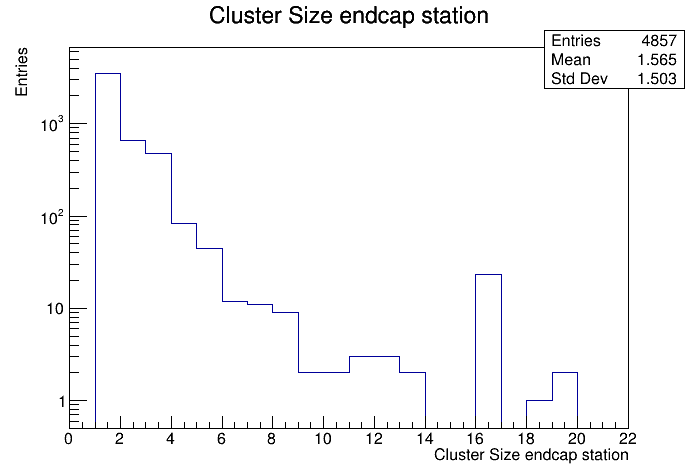 Cluster Size endcap station
Entries 4857
Mean 1.565
Std Dev 1.503
Entries
10³
10²
10
1
0 2 4 6 8 10 12 14 16 18 20 22
Cluster Size endcap station